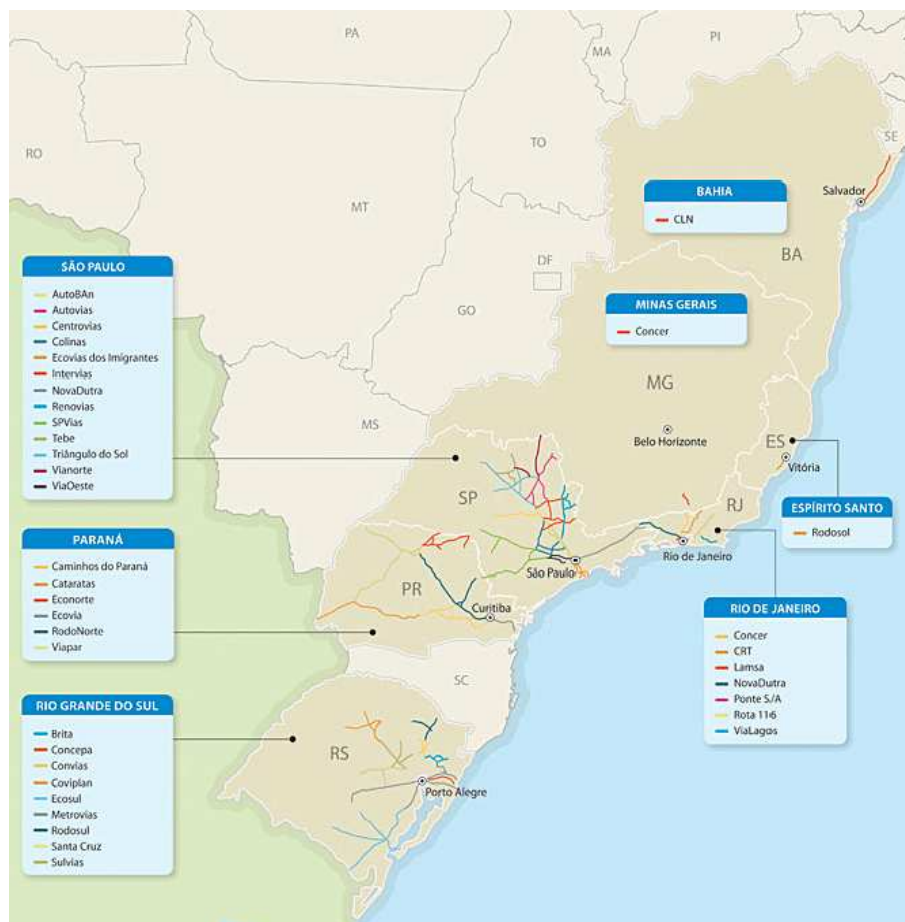 PA
MA
PI
SE
RO
TO
MT
BAHIA
CLN
Salvador
BA
DF
GO
SÃO PAULO
AutoBAn
Autovias
Centrovias
Colinas
Ecovias dos Imigrantes
Intervias
NovaDutra
Renovias
SPVias
Tebe
Triângulo do Sol
Vianorte
ViaOeste
MINAS GERAIS
Concer
MG
MS
Belo Horizonte
ES
Vitória
SP
RJ
ESPÍRITO SANTO
Rodosol
Rio de Janeiro
São Paulo
PARANÁ
Caminhos do Paraná
Cataratas
Econorte
Ecovia
RodoNorte
Viapar
PR
Curitiba
RIO DE JANEIRO
Concer
CRT
Lamsa
NovaDutra
Ponte S./A
Rota 116
ViaLagos
SC
RIO GRANDE DO SUL
Brita
Concepa
Convias
Coviplan
Ecosul
Metrovias
Rodosul
Santa Cruz
Sulvias
RS
Porto Alegre